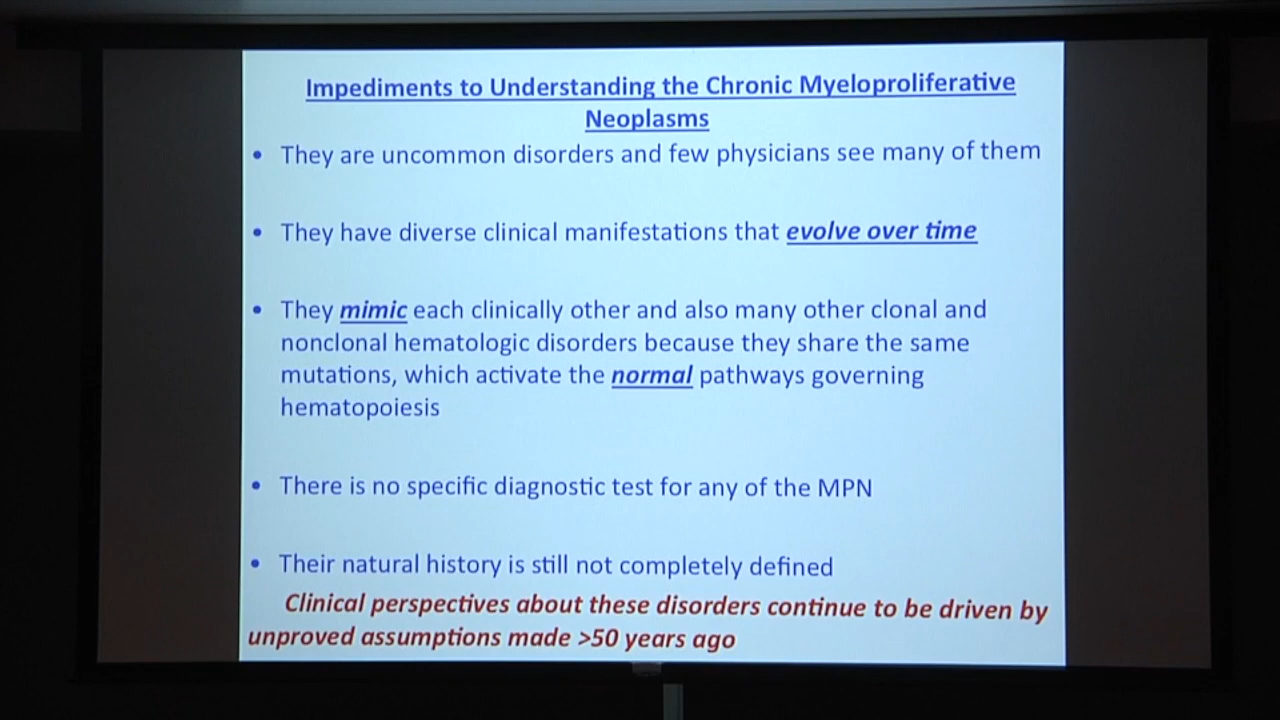 Impediments to Understanding the Chronic Myeloproliferative
Neoplasms
• They are uncommon disorders and few physicians see many of them
• They have diverse clinical manifestations that evolve over time
• They mimic each clinically other and also many other clonal and
nonclonal hematologic disorders because they share the same
mutations, which activate the normal pathways governing
hematopoiesis
• There is no specific diagnostic test for any of the MPN
• Their natural history is still not completely defined
Clinical perspectives about these disorders continue to be driven by
unproved assumptions made >50 years ago